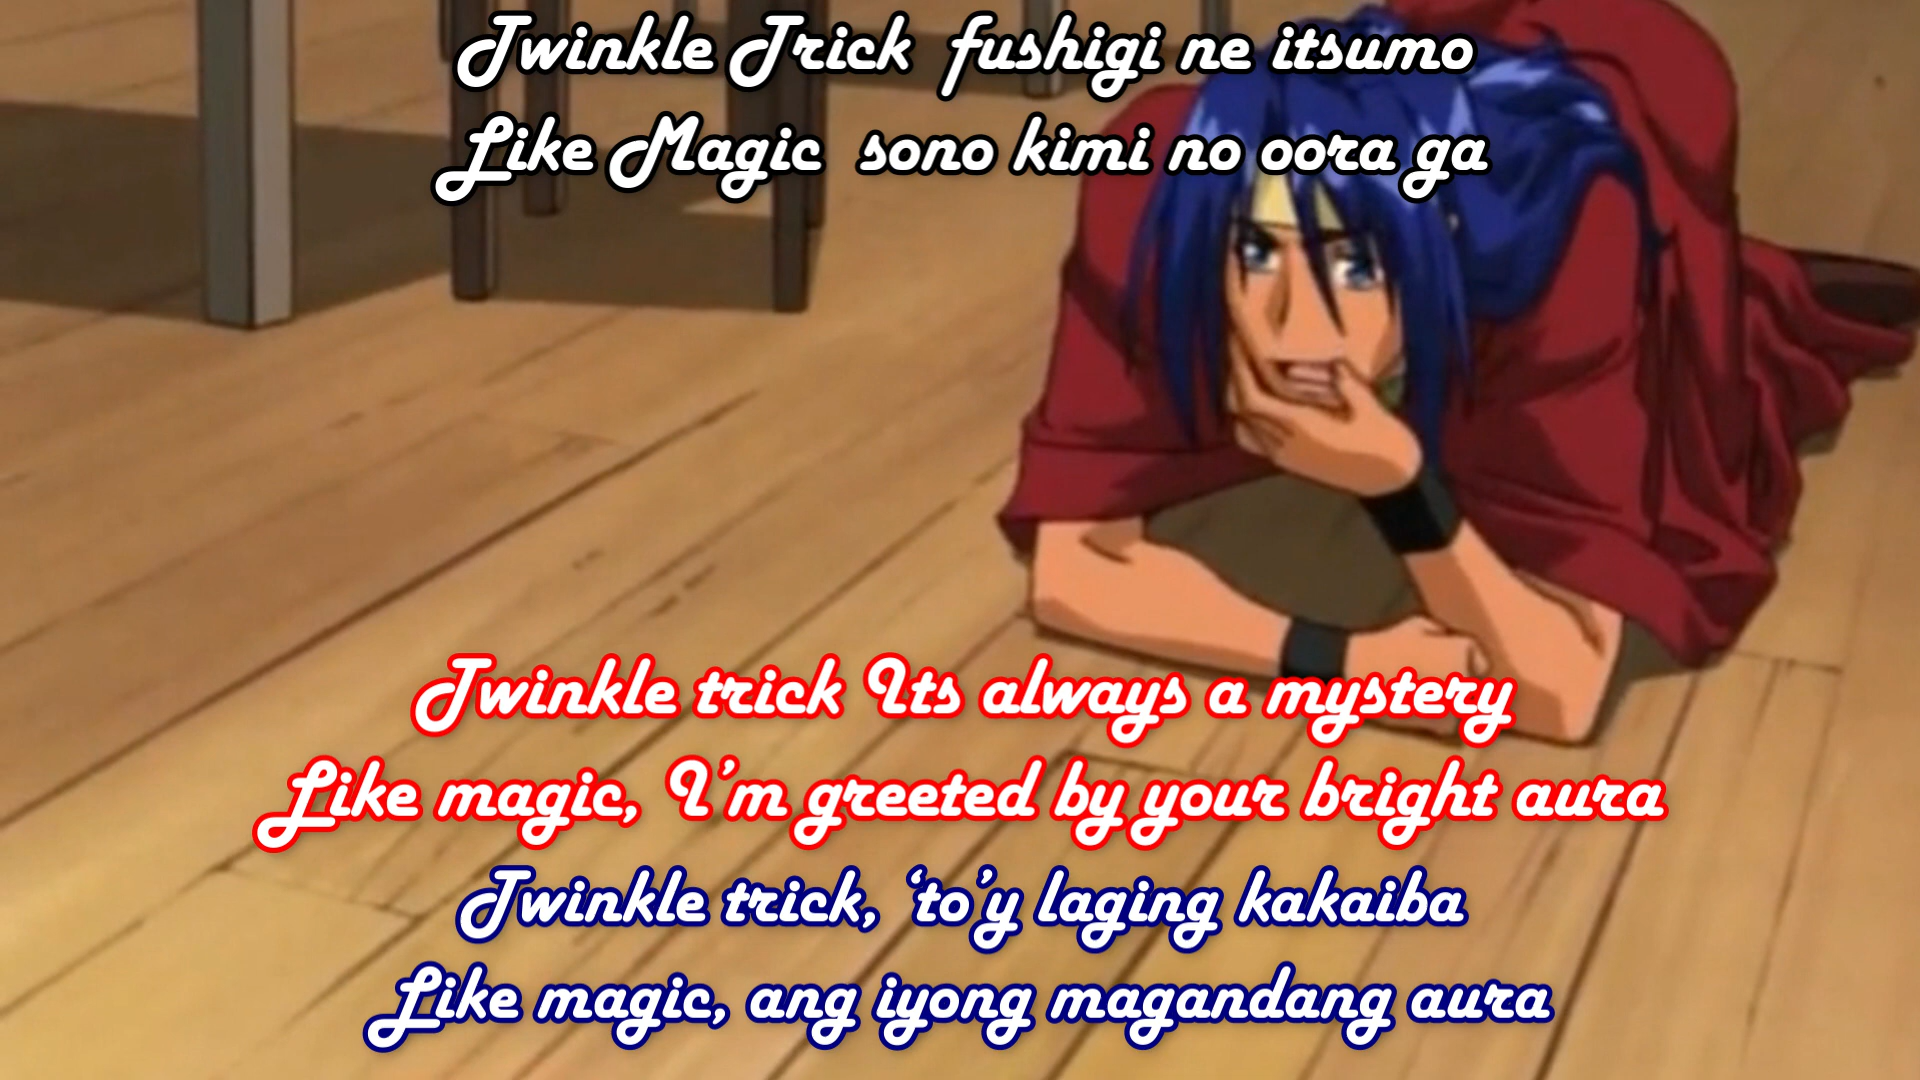 Twinkle Trick fushigi ne itsumo
Like Magic sono kimi no oora ga
Twinkle trick Its always a mystery
Like magic, I’m greeted by your bright aura
Twinkle trick, ‘to’y laging kakaiba
Like magic, ang iyong magandang aura